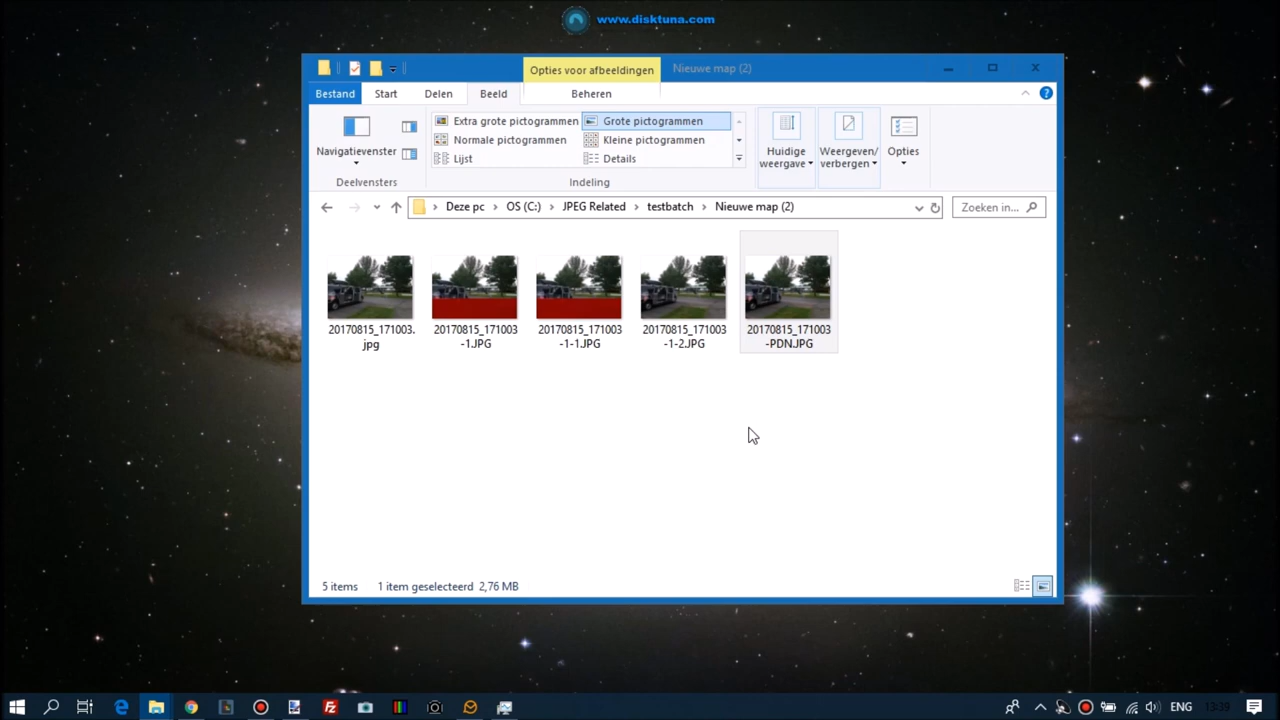 www.disktuna.com
Opties voor afbeeldingen
Nieuwe map (2)
Bestand
Start
Delen
Beeld
Beheren
Navigatievenster
Deelvensters
Extra grote pictogrammen
Grote pictogrammen
Normale pictogrammen
Kleine pictogrammen
Lijst
Details
Indeling
Huidige
weergave
Weergeven/
verbergen
Opties
Deze pc
OS (C:)
JPEG Related
testbatch
Nieuwe map (2)
Zoeken in...
20170815_171003.
jpg
20170815_171003
-1.JPG
20170815_171003
-1-1.JPG
20170815_171003
-1-2.JPG
20170815_171003
-PDN.JPG
5 items
1 item geselecteerd 2,76 MB
ENG
13:39